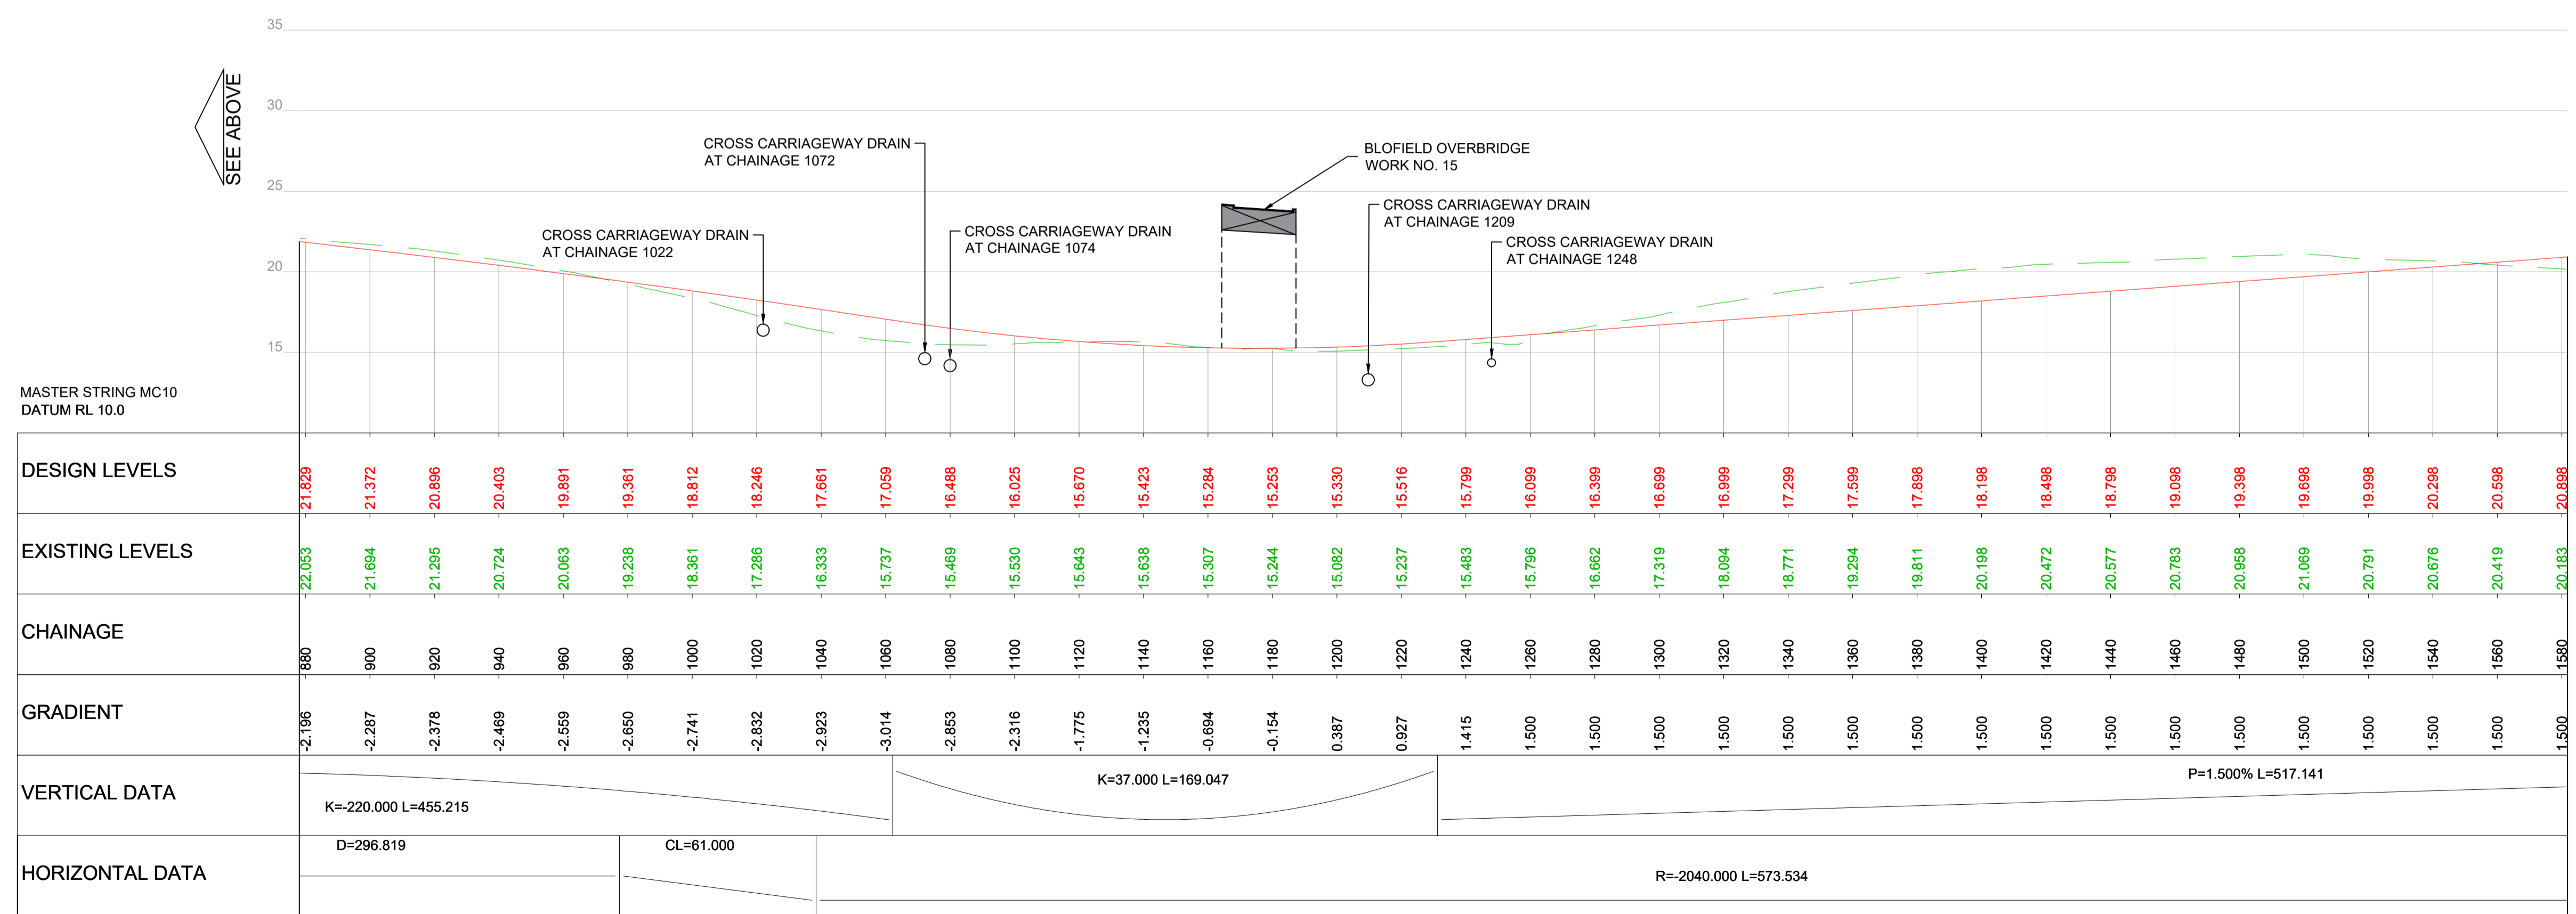 35
SEE ABOVE
30
CROSS CARRIAGEWAY DRAIN
AT CHAINAGE 1072
BLOFIELD OVERBRIDGE
WORK NO. 15
25
CROSS CARRIAGEWAY DRAIN
AT CHAINAGE 1209
CROSS CARRIAGEWAY DRAIN
AT CHAINAGE 1022
CROSS CARRIAGEWAY DRAIN
AT CHAINAGE 1074
CROSS CARRIAGEWAY DRAIN
AT CHAINAGE 1248
20
15
MASTER STRING MC10
DATUM RL 10.0
DESIGN LEVELS 21.829 21.372 20.896 20.403 19.891 19.361 18.812 18.246 17.661 17.059 16.488 16.025 15.670 15.423 15.284 15.253 15.330 15.516 15.799 16.099 16.399 16.699 16.999 17.299 17.599 17.898 18.198 18.498 18.798 19.098 19.398 19.698 19.998 20.298 20.598 20.898
EXISTING LEVELS 22.053 21.694 21.295 20.724 20.063 19.238 18.361 17.286 16.333 15.737 15.469 15.530 15.643 15.638 15.307 15.244 15.082 15.237 15.483 15.796 16.662 17.319 18.094 18.771 19.294 19.811 20.198 20.472 20.577 20.783 20.958 21.069 20.791 20.676 20.419 20.183
CHAINAGE 880 900 920 940 960 980 1000 1020 1040 1060 1080 1100 1120 1140 1160 1180 1200 1220 1240 1260 1280 1300 1320 1340 1360 1380 1400 1420 1440 1460 1480 1500 1520 1540 1560 1580
GRADIENT -2.196 -2.287 -2.378 -2.469 -2.559 -2.650 -2.741 -2.832 -2.923 -3.014 -2.853 -2.316 -1.775 -1.235 -0.694 -0.154 0.387 0.927 1.415 1.500 1.500 1.500 1.500 1.500 1.500 1.500 1.500 1.500 1.500 1.500 1.500 1.500 1.500 1.500 1.500 1.500
VERTICAL DATA K=-220.000 L=455.215 K=37.000 L=169.047 P=1.500% L=517.141
HORIZONTAL DATA D=296.819 CL=61.000 R=-2040.000 L=573.534